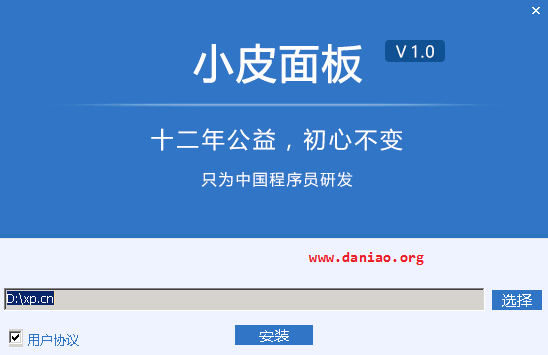 小皮面板 V 1.0
十二年公益，初心不变
只为中国程序员研发
www.daniao.org
D:\xp.cn 选择
用户协议 安装